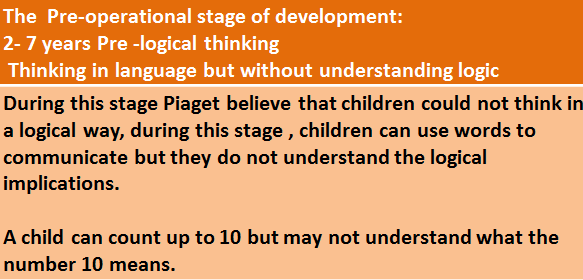 The Pre-operational stage of development:
2- 7 years Pre -logical thinking
Thinking in language but without understanding logic
During this stage Piaget believe that children could not think in
a logical way, during this stage , children can use words to
communicate but they do not understand the logical
implications.
A child can count up to 10 but may not understand what the
number 10 means.